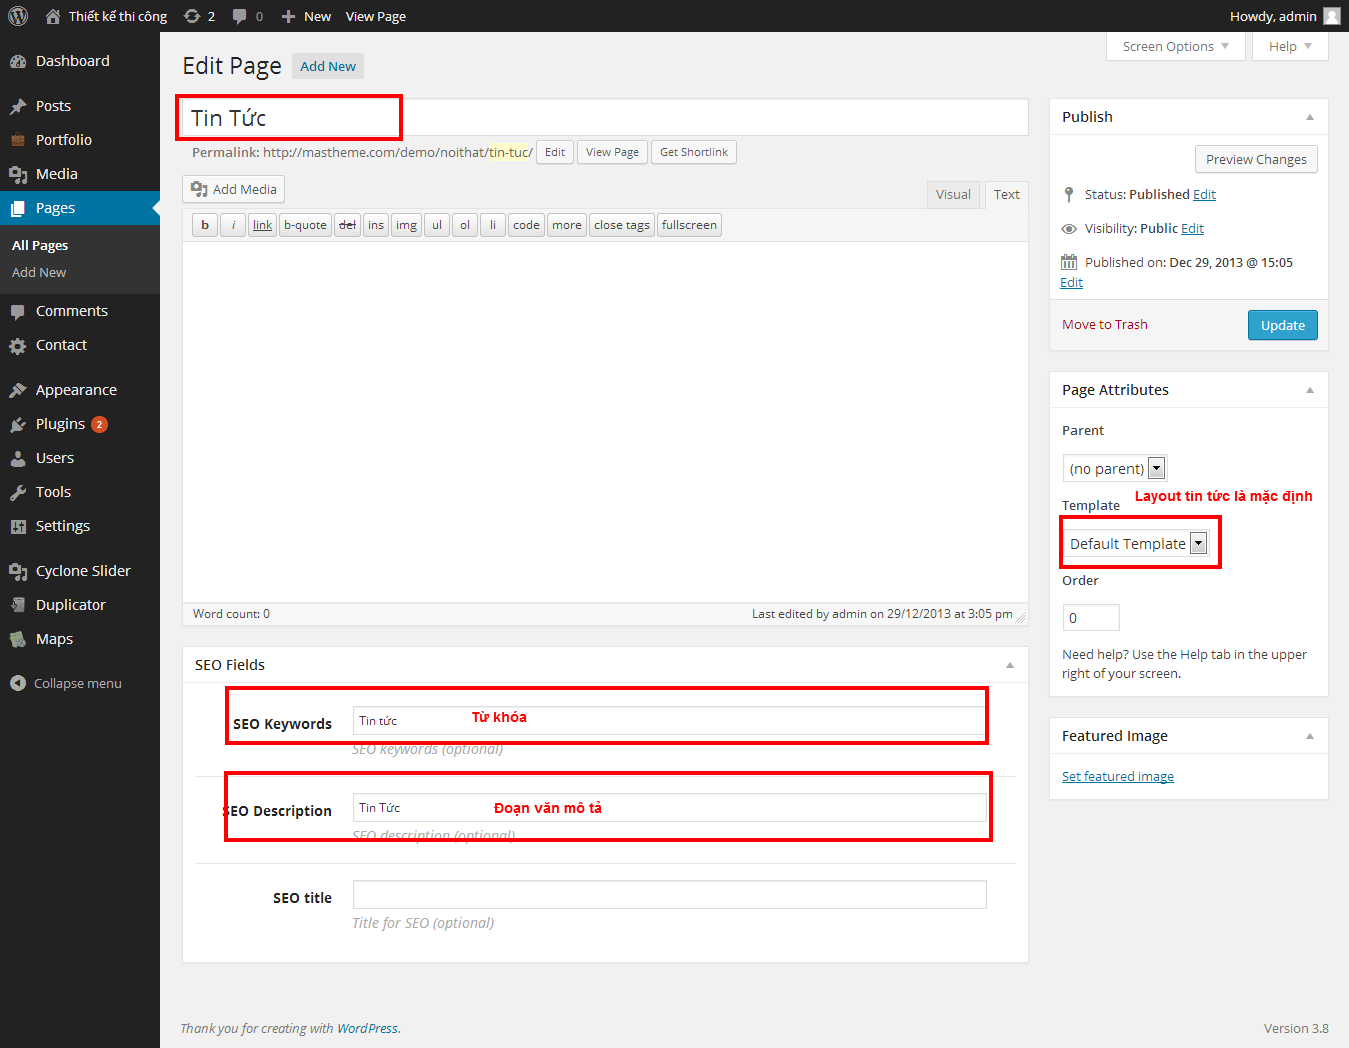 Thiết kế thi công 2 0 New View Page Howdy, admin
Dashboard
Posts
Portfolio
Media
Pages
All Pages
Add New
Comments
Contact
Appearance
Plugins 2
Users
Tools
Settings
Cyclone Slider
Duplicator
Maps
Collapse menu
Screen Options Help
Edit Page Add New
Tin Tức
Permalink: http://mastheme.com/demo/noithat/tin-tuc/ Edit View Page Get Shortlink
Add Media Visual Text
b i link b-quote del ins img ul ol li code more close tags fullscreen
Word count: 0 Last edited by admin on 29/12/2013 at 3:05 pm
SEO Fields
SEO Keywords Tin tức Từ khóa
SEO keywords (optional)
SEO Description Tin Tức Đoạn văn mô tả
SEO description (optional)
SEO title
Title for SEO (optional)
Publish
Preview Changes
Status: Published Edit
Visibility: Public Edit
Published on: Dec 29, 2013 @ 15:05
Edit
Move to Trash Update
Page Attributes
Parent
(no parent)
Layout tin tức là mặc định
Template
Default Template
Order
0
Need help? Use the Help tab in the upper
right of your screen.
Featured Image
Set featured image
Thank you for creating with WordPress. Version 3.8